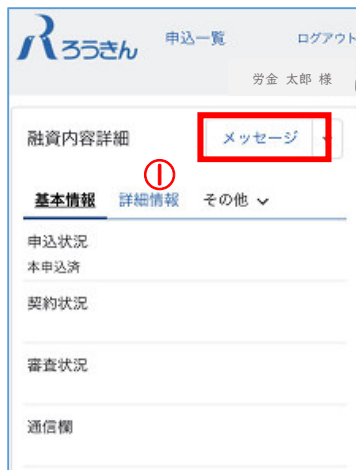 ろうきん 申込一覧 ログアウト
労金 太郎 様
融資内容詳細 メッセージ
①
基本情報 詳細情報 その他
申込状況
本申込済
契約状況
審査状況
通信欄